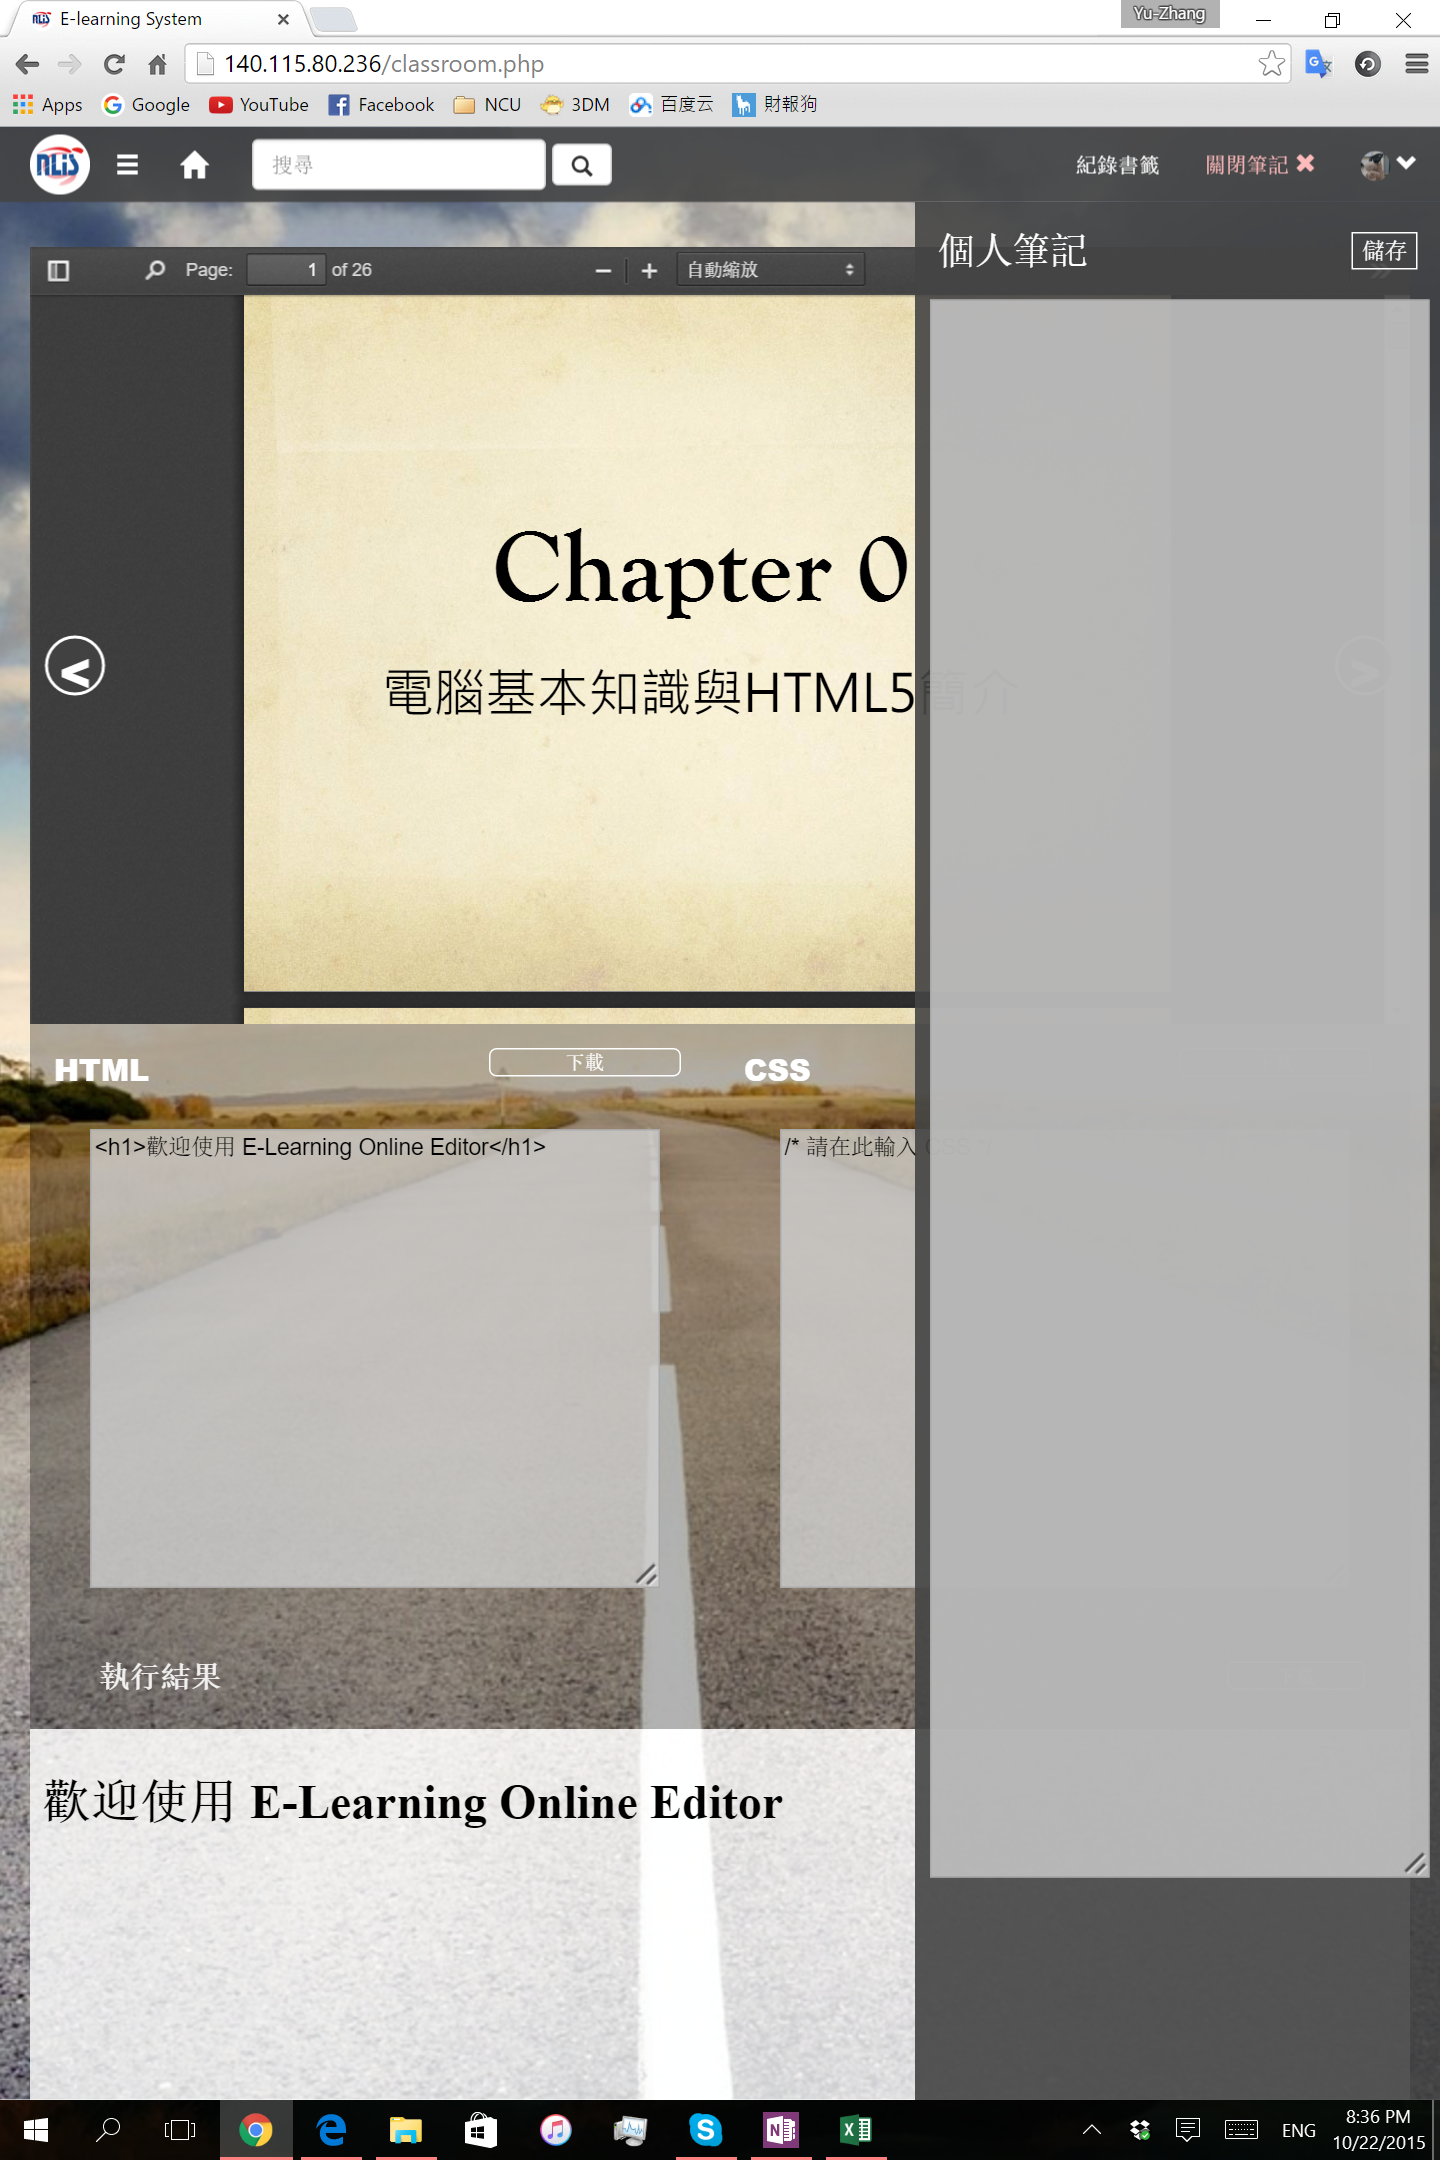 E-learning System
Yu-Zhang
140.115.80.236/classroom.php
Apps Google YouTube Facebook NCU 3DM 百度云 財報狗
NLIS
搜尋
紀錄書籤 關閉筆記
Page: 1 of 26
自動縮放
個人筆記
儲存
Chapter 0
電腦基本知識與HTML5簡介
HTML
下載
CSS
<h1>歡迎使用 E-Learning Online Editor</h1>
/* 請在此輸入 CSS
執行結果
歡迎使用 E-Learning Online Editor
ENG
8:36 PM
10/22/2015